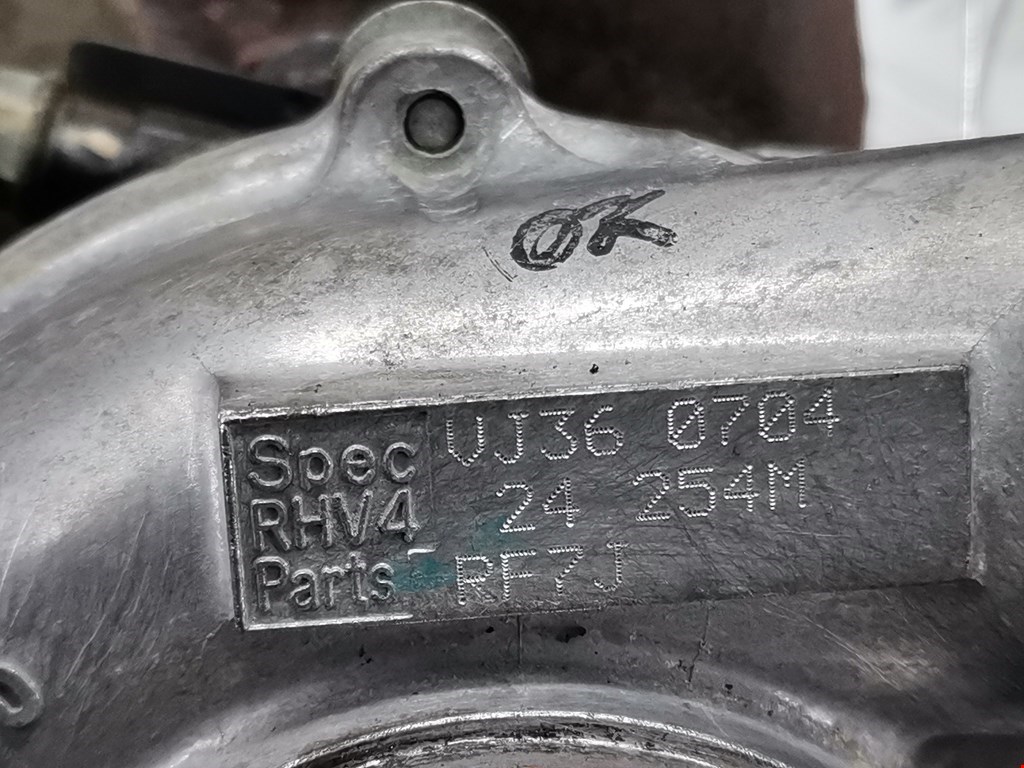 OK
Spec VJ36 0704
RHV4 24 254M
Parts RF7J